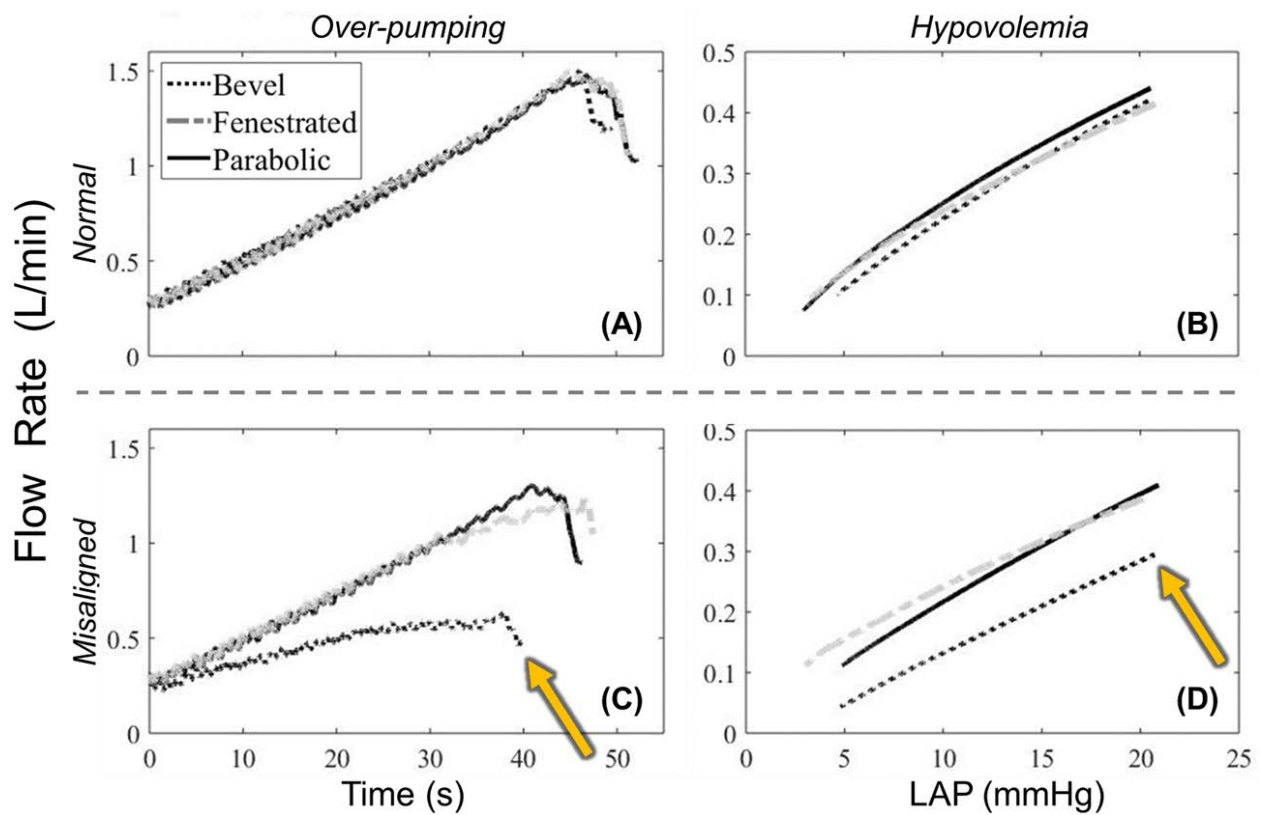 Over-pumping
Hypovolemia
Flow Rate (L/min)
Normal
1.5
1
0.5
0
Bevel
Fenestrated
Parabolic
(A)
0.5
0.4
0.3
0.2
0.1
0
(B)
Misaligned
1.5
1
0.5
0
0 10 20 30 40 50
Time (s)
(C)
0.5
0.4
0.3
0.2
0.1
0
0 5 10 15 20 25
LAP (mmHg)
(D)